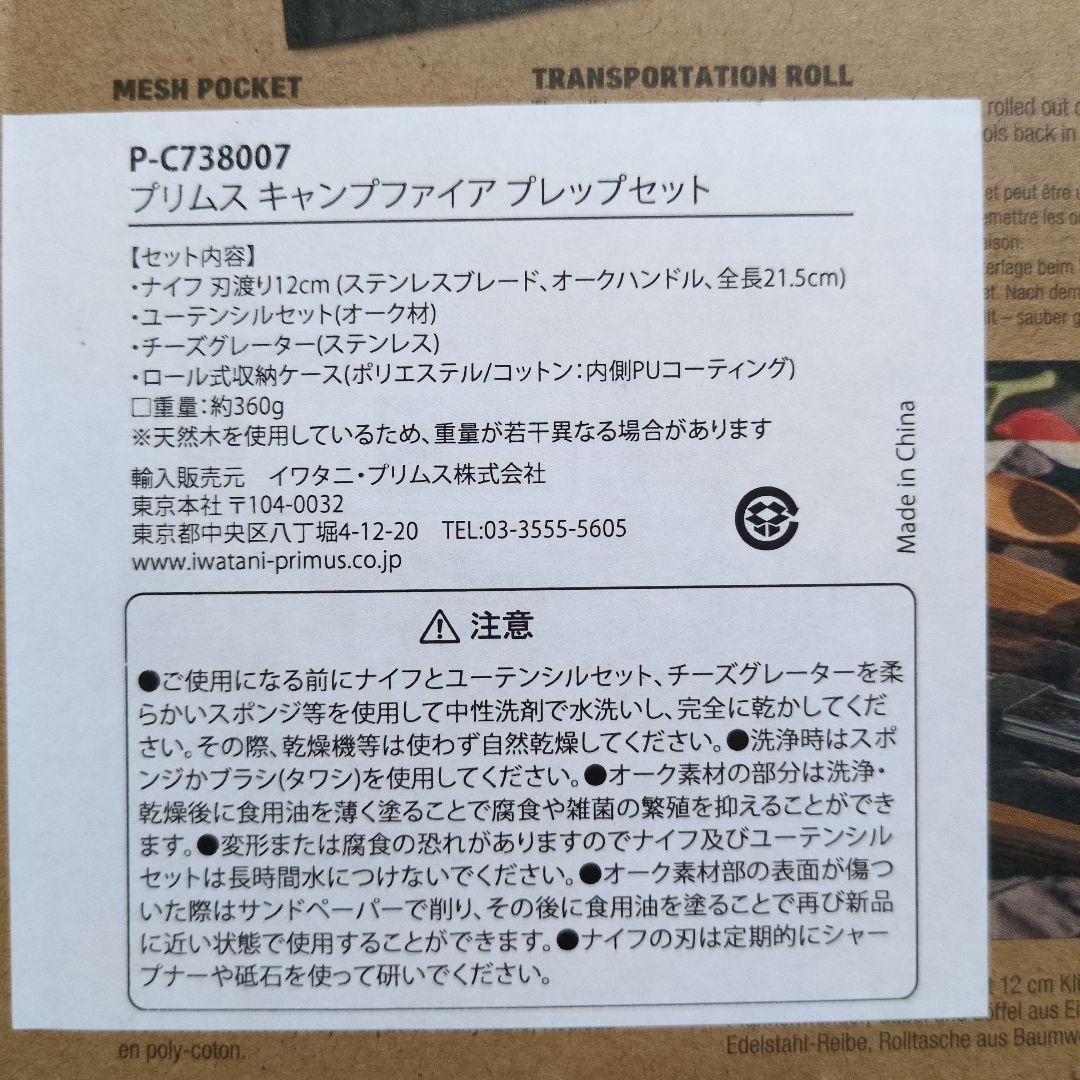 MESH POCKET
TRANSPORTATION ROLL
rolled out
ols back in
P-C738007
プリムス キャンプファイア プレップセット
et peut être
emettre les
ison.
erlage beim
et. Nach dem
– sauber
【セット内容】
・ナイフ 刃渡り12cm (ステンレスブレード、オークハンドル、全長21.5cm)
・ユーテンシルセット(オーク材)
・チーズグレーター(ステンレス)
・ロール式収納ケース(ポリエステル/コットン：内側PUコーティング)
□重量：約360g
※天然木を使用しているため、重量が若干異なる場合があります
輸入販売元 イワタニ・プリムス株式会社
東京本社 〒104-0032
東京都中央区八丁堀4-12-20 TEL:03-3555-5605
www.iwatani-primus.co.jp
Made in China
注意
●ご使用になる前にナイフとユーテンシルセット、チーズグレーターを柔
らかいスポンジ等を使用して中性洗剤で水洗いし、完全に乾かしてくだ
さい。その際、乾燥機等は使わず自然乾燥してください。●洗浄時はスポ
ンジかブラシ(タワシ)を使用してください。●オーク素材の部分は洗浄・
乾燥後に食用油を薄く塗ることで腐食や雑菌の繁殖を抑えることができ
ます。●変形または腐食の恐れがありますのでナイフ及びユーテンシル
セットは長時間水につけないでください。●オーク素材部の表面が傷つ
いた際はサンドペーパーで削り、その後に食用油を塗ることで再び新品
に近い状態で使用することができます。●ナイフの刃は定期的にシャー
プナーや砥石を使って研いでください。
12 cm
öffel aus
en poly-coton.
Edelstahl-Reibe, Rolltasche aus